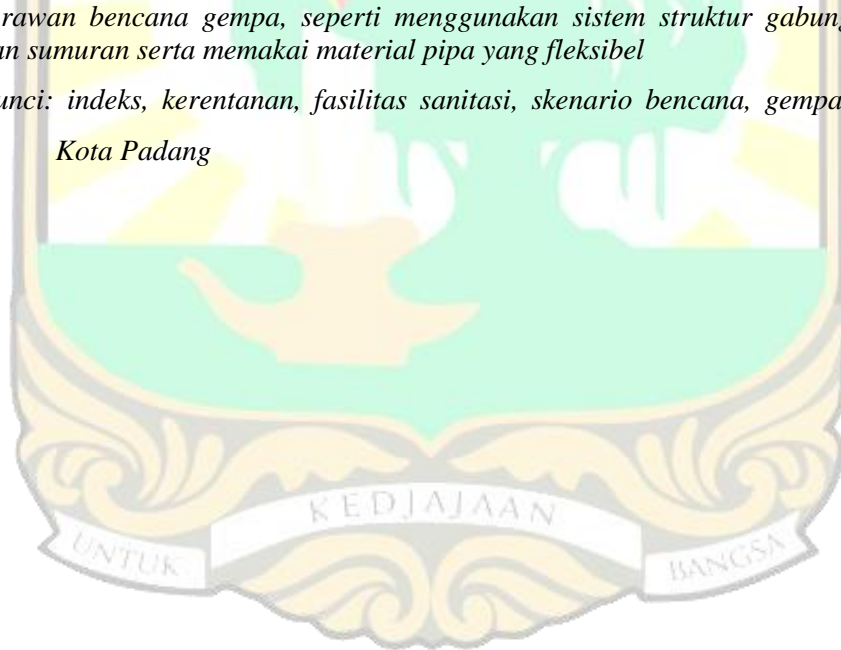 rawan bencana gempa, seperti menggunakan sistem struktur gabung
an sumuran serta memakai material pipa yang fleksibel
unci: indeks, kerentanan, fasilitas sanitasi, skenario bencana, gempa
Kota Padang
KEDJAJAAN
UNTUK BANGSA